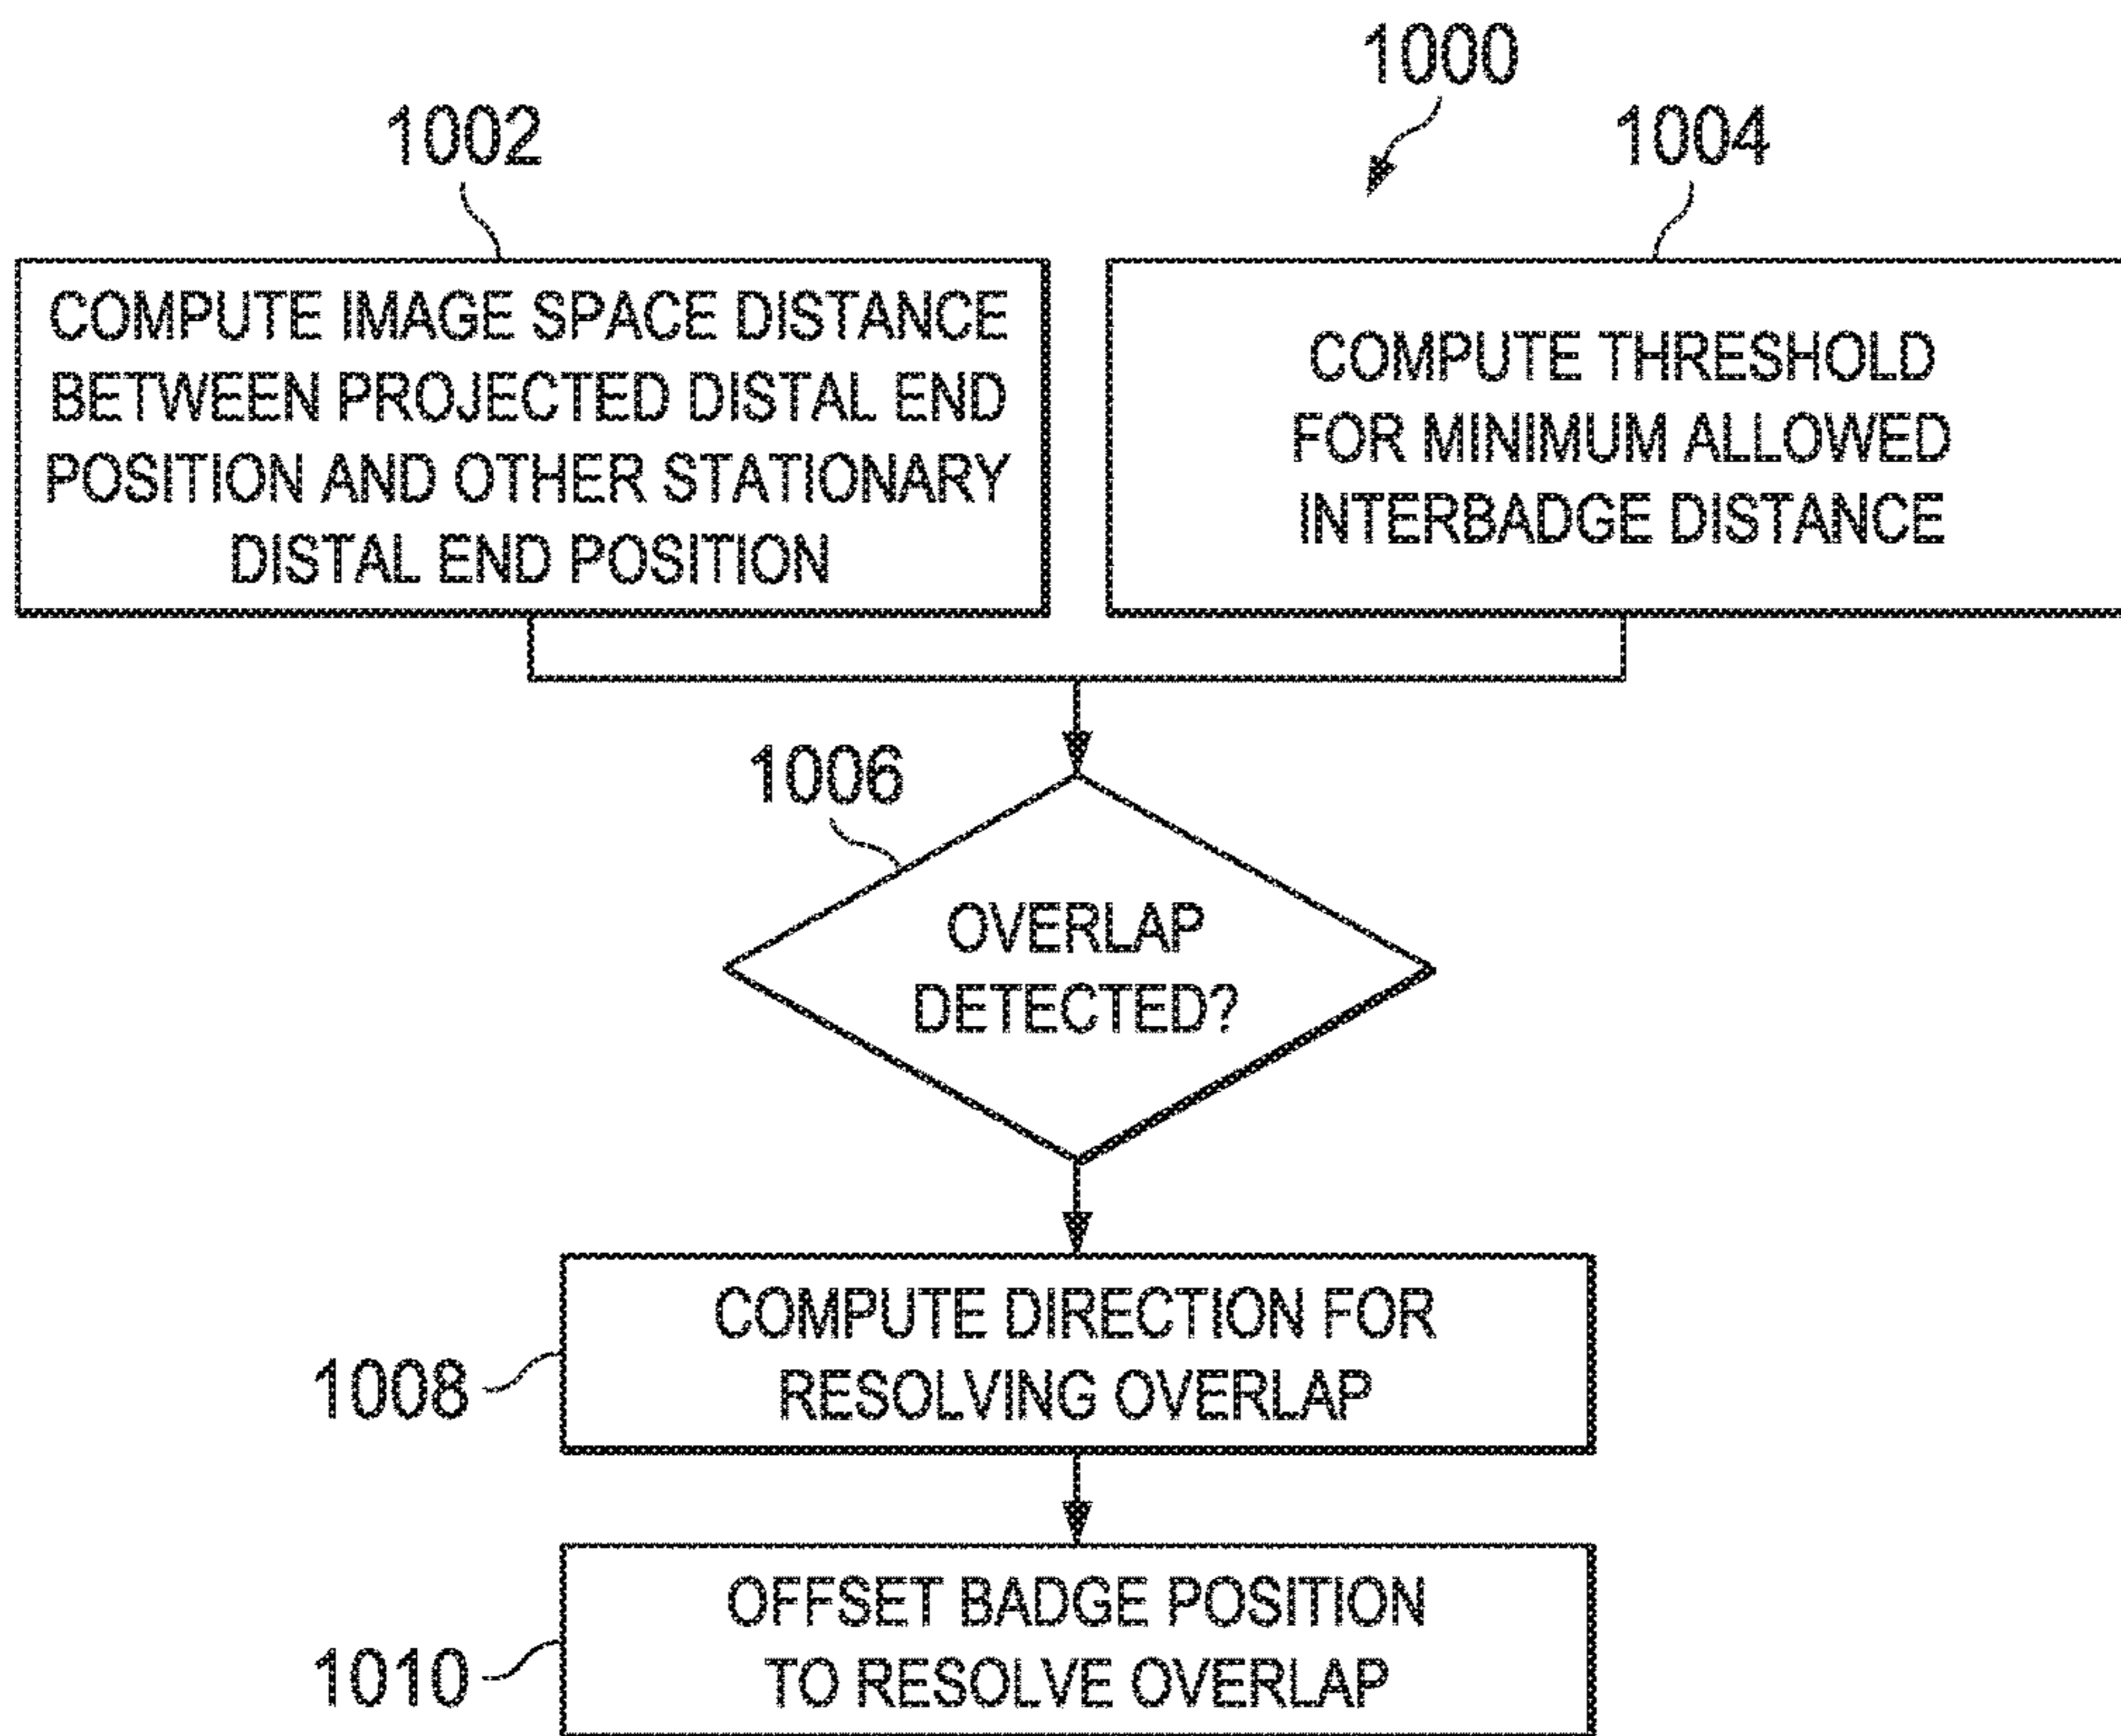 1000
1002
1004
COMPUTE IMAGE SPACE DISTANCE
BETWEEN PROJECTED DISTAL END
POSITION AND OTHER STATIONARY
DISTAL END POSITION
COMPUTE THRESHOLD
FOR MINIMUM ALLOWED
INTERBADGE DISTANCE
1006
OVERLAP
DETECTED?
1008
COMPUTE DIRECTION FOR
RESOLVING OVERLAP
1010
OFFSET BADGE POSITION
TO RESOLVE OVERLAP